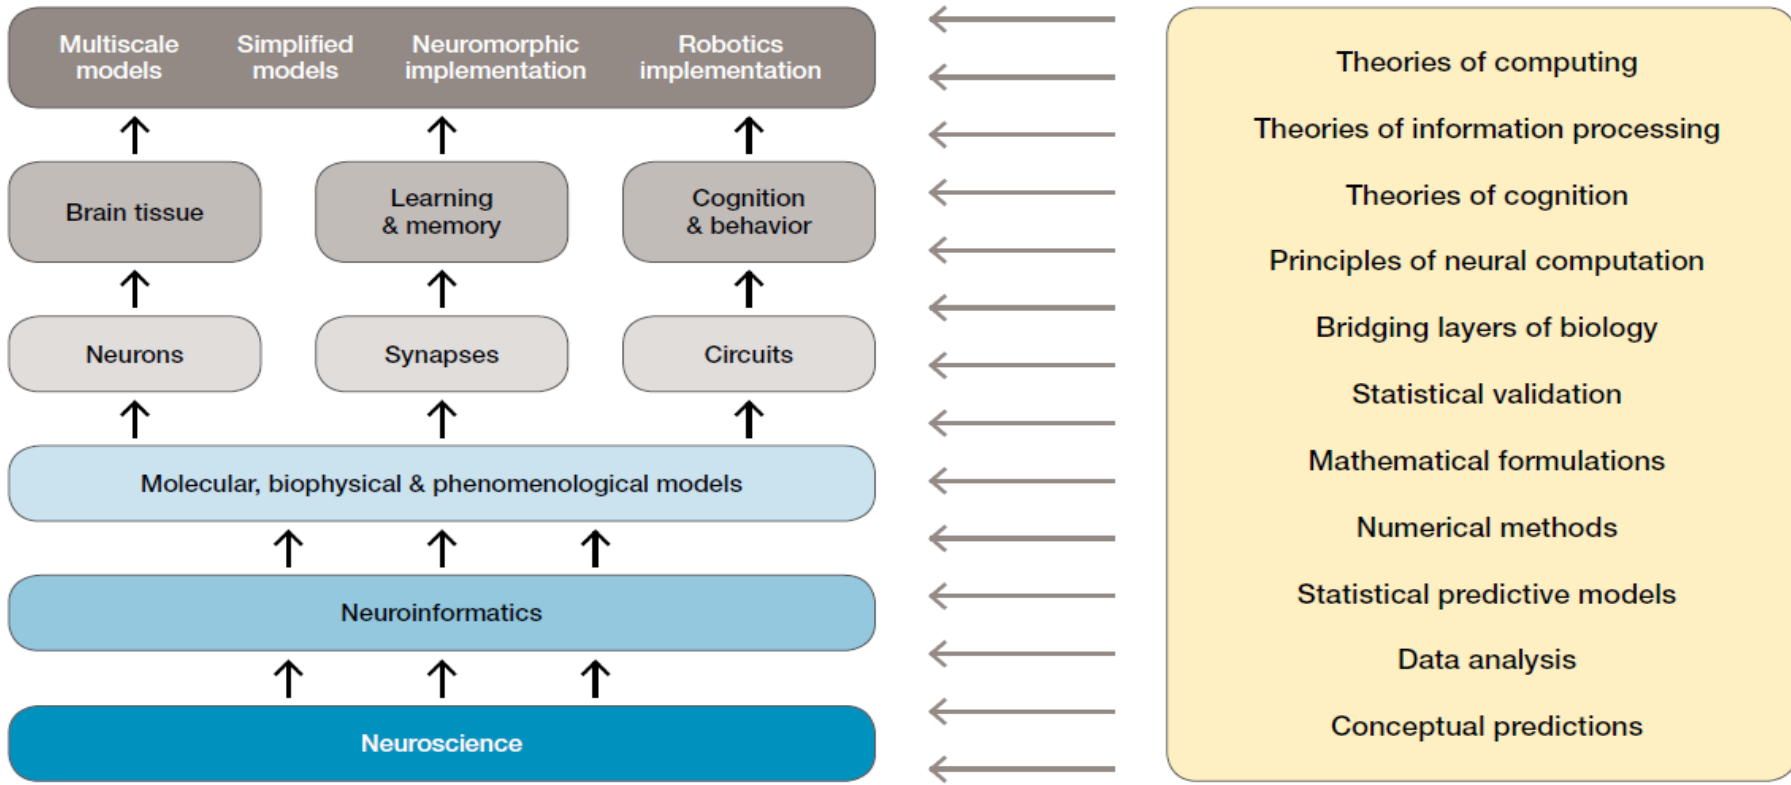 Multiscale
models
Simplified
models
Neuromorphic
implementation
Robotics
implementation
Brain tissue
Learning
& memory
Cognition
& behavior
Neurons
Synapses
Circuits
Molecular, biophysical & phenomenological models
Neuroinformatics
Neuroscience
Theories of computing
Theories of information processing
Theories of cognition
Principles of neural computation
Bridging layers of biology
Statistical validation
Mathematical formulations
Numerical methods
Statistical predictive models
Data analysis
Conceptual predictions